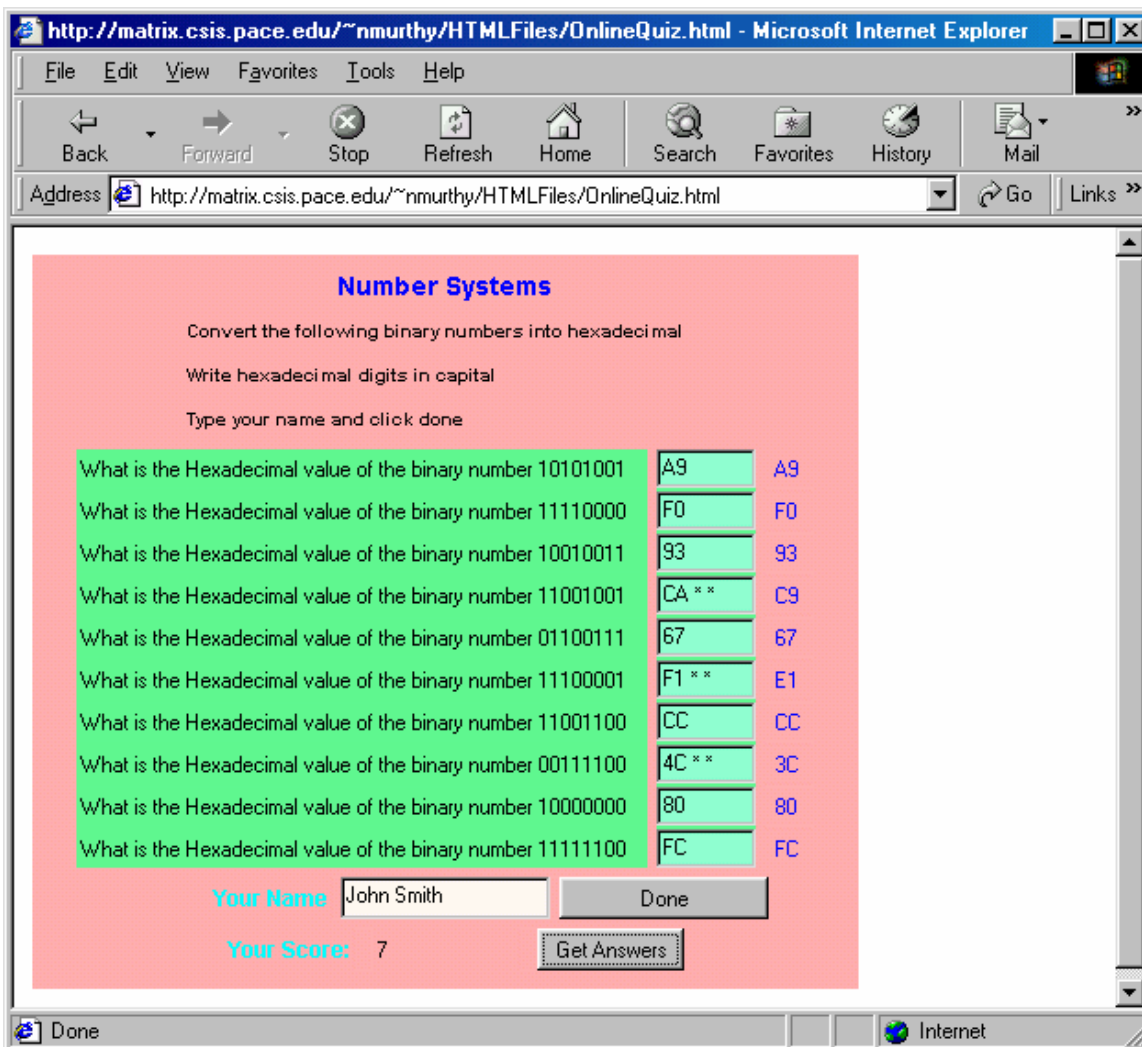 http://matrix.csis.pace.edu/~nmurthy/HTMLFiles/OnlineQuiz.html - Microsoft Internet Explorer
File Edit View Favorites Tools Help
Back Forward Stop Refresh Home Search Favorites History Mail »
Address http://matrix.csis.pace.edu/~nmurthy/HTMLFiles/OnlineQuiz.html Go Links »
Number Systems
Convert the following binary numbers into hexadecimal
Write hexadecimal digits in capital
Type your name and click done
What is the Hexadecimal value of the binary number 10101001 A9 A9
What is the Hexadecimal value of the binary number 11110000 F0 F0
What is the Hexadecimal value of the binary number 10010011 93 93
What is the Hexadecimal value of the binary number 11001001 CA * * C9
What is the Hexadecimal value of the binary number 01100111 67 67
What is the Hexadecimal value of the binary number 11100001 F1 * * E1
What is the Hexadecimal value of the binary number 11001100 CC CC
What is the Hexadecimal value of the binary number 00111100 4C * * 3C
What is the Hexadecimal value of the binary number 10000000 80 80
What is the Hexadecimal value of the binary number 11111100 FC FC
Your Name John Smith Done
Your Score: 7 Get Answers
Done Internet